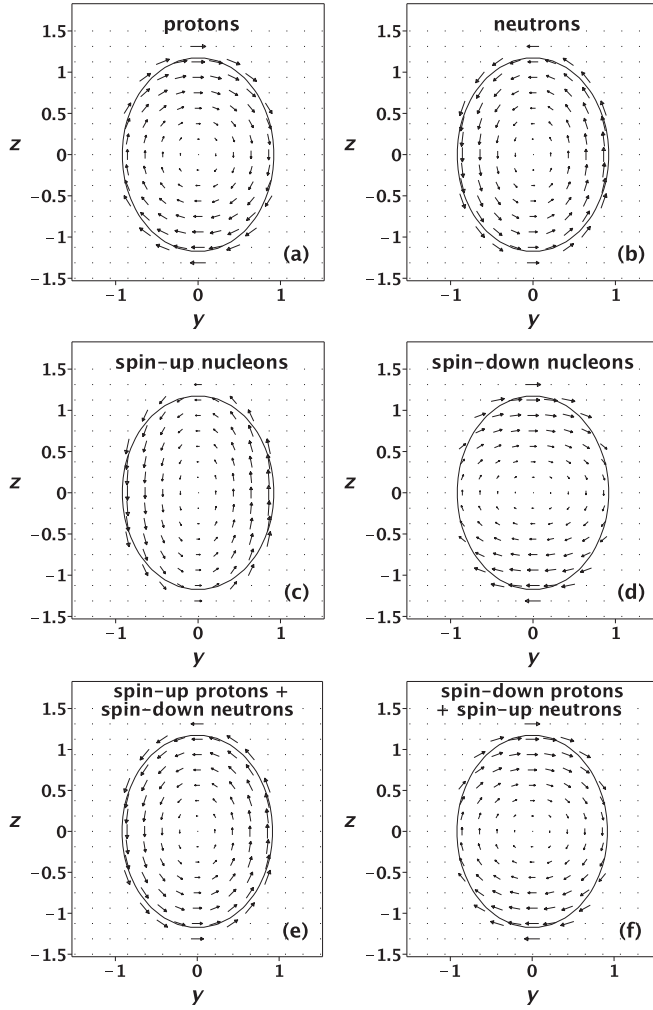 protons
1.5
1
0.5
z
0
−0.5
−1
(a)
−1.5
−1 0 1
y
neutrons
1.5
1
0.5
z
0
−0.5
−1
(b)
−1.5
−1 0 1
y
spin-up nucleons
1.5
1
0.5
z
0
−0.5
−1
(c)
−1.5
−1 0 1
y
spin-down nucleons
1.5
1
0.5
z
0
−0.5
−1
(d)
−1.5
−1 0 1
y
spin-up protons +
spin-down neutrons
1.5
1
0.5
z
0
−0.5
−1
(e)
−1.5
−1 0 1
y
spin-down protons
+ spin-up neutrons
1.5
1
0.5
z
0
−0.5
−1
(f)
−1.5
−1 0 1
y